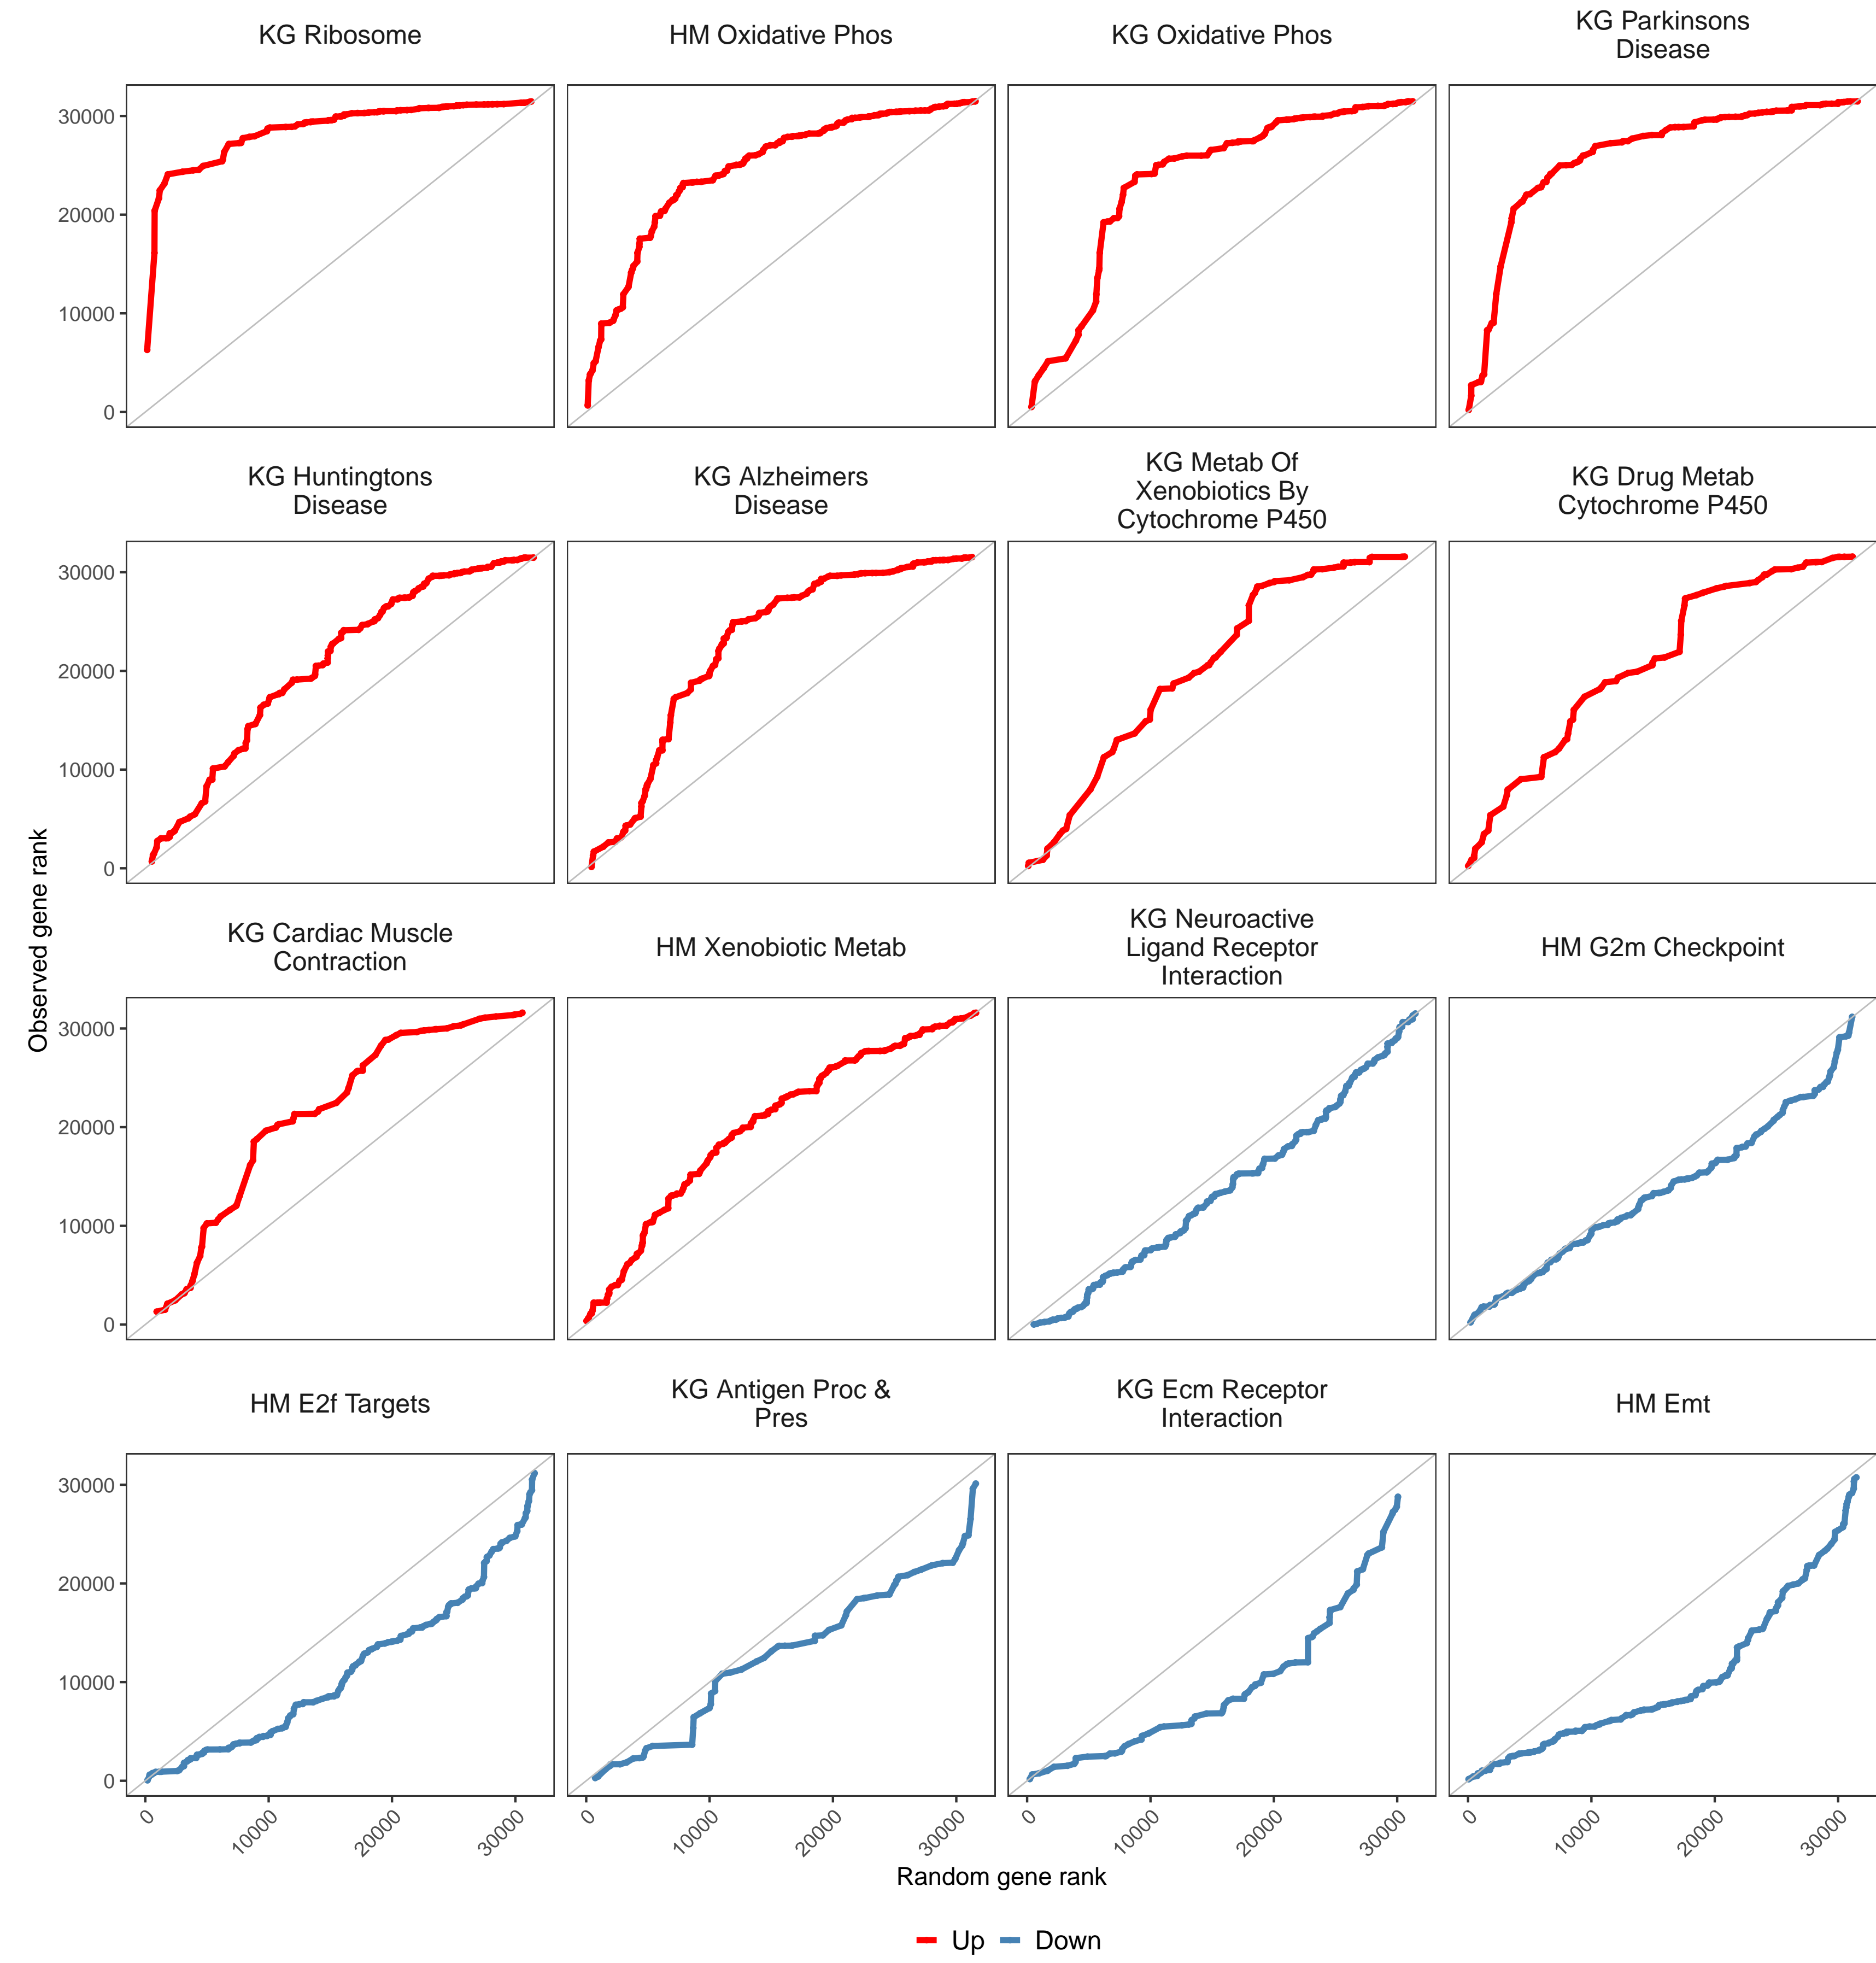 KG Ribosome
HM Oxidative Phos
KG Oxidative Phos
KG Parkinsons
Disease
30000
20000
10000
0
KG Huntingtons
Disease
KG Alzheimers
Disease
KG Metab Of
Xenobiotics By
Cytochrome P450
KG Drug Metab
Cytochrome P450
30000
20000
10000
0
KG Cardiac Muscle
Contraction
HM Xenobiotic Metab
KG Neuroactive
Ligand Receptor
Interaction
HM G2m Checkpoint
30000
20000
10000
0
HM E2f Targets
KG Antigen Proc &
Pres
KG Ecm Receptor
Interaction
HM Emt
30000
20000
10000
0
0
10000
20000
30000
0
10000
20000
30000
0
10000
20000
30000
0
10000
20000
30000
Observed gene rank
Random gene rank
Up
Down